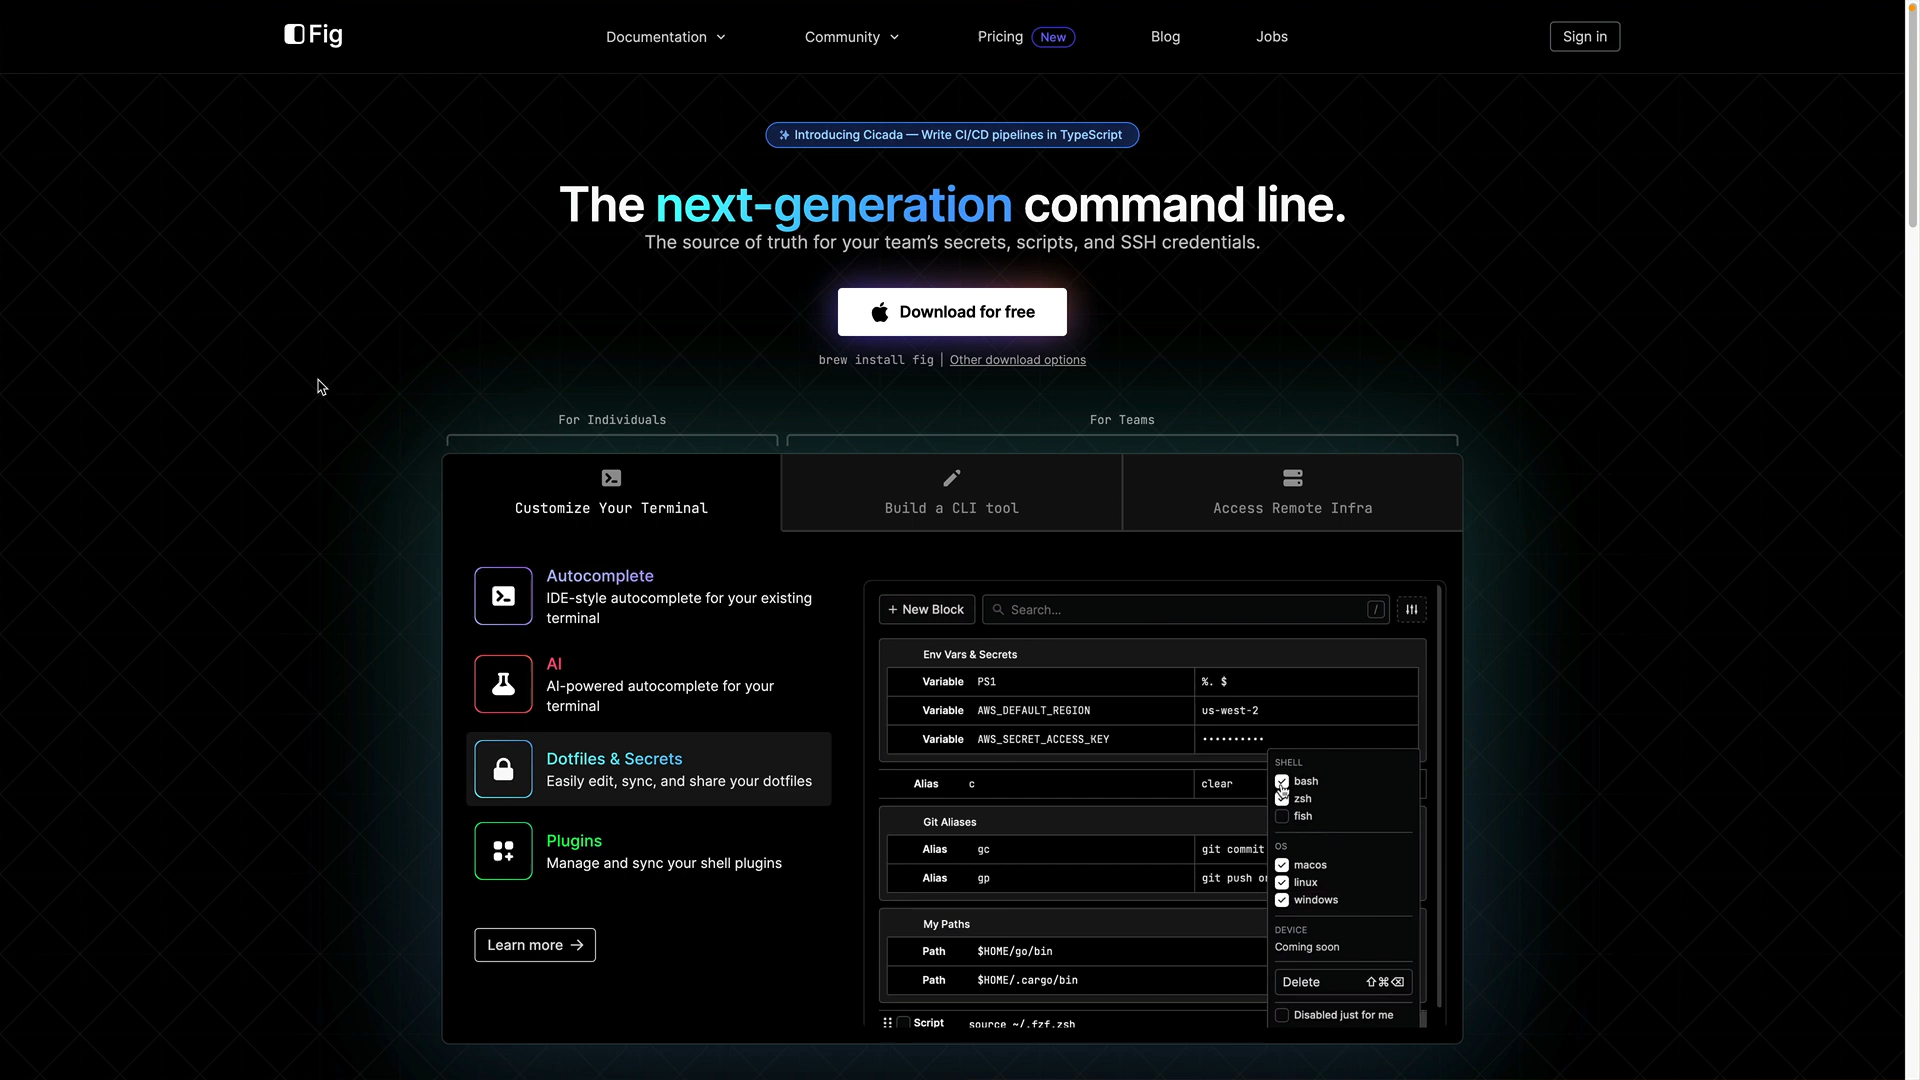 Fig
Documentation
Community
Pricing New
Blog
Jobs
Sign in
Introducing Cicada — Write CI/CD pipelines in TypeScript
The next-generation command line.
The source of truth for your team’s secrets, scripts, and SSH credentials.
Download for free
brew install fig | Other download options
For Individuals
For Teams
Customize Your Terminal
Build a CLI tool
Access Remote Infra
Autocomplete
IDE-style autocomplete for your existing
terminal
AI
AI-powered autocomplete for your
terminal
Dotfiles & Secrets
Easily edit, sync, and share your dotfiles
Plugins
Manage and sync your shell plugins
Learn more →
+ New Block
Search...
/
Env Vars & Secrets
Variable PS1 %. $
Variable AWS_DEFAULT_REGION us-west-2
Variable AWS_SECRET_ACCESS_KEY ••••••••••
Alias c clear
Git Aliases
Alias gc git commit
Alias gp git push
My Paths
Path $HOME/go/bin
Path $HOME/.cargo/bin
Script source ~/.fzf.zsh
SHELL
bash
zsh
fish
OS
macos
linux
windows
DEVICE
Coming soon
Delete ⇧⌘⌫
Disabled just for me